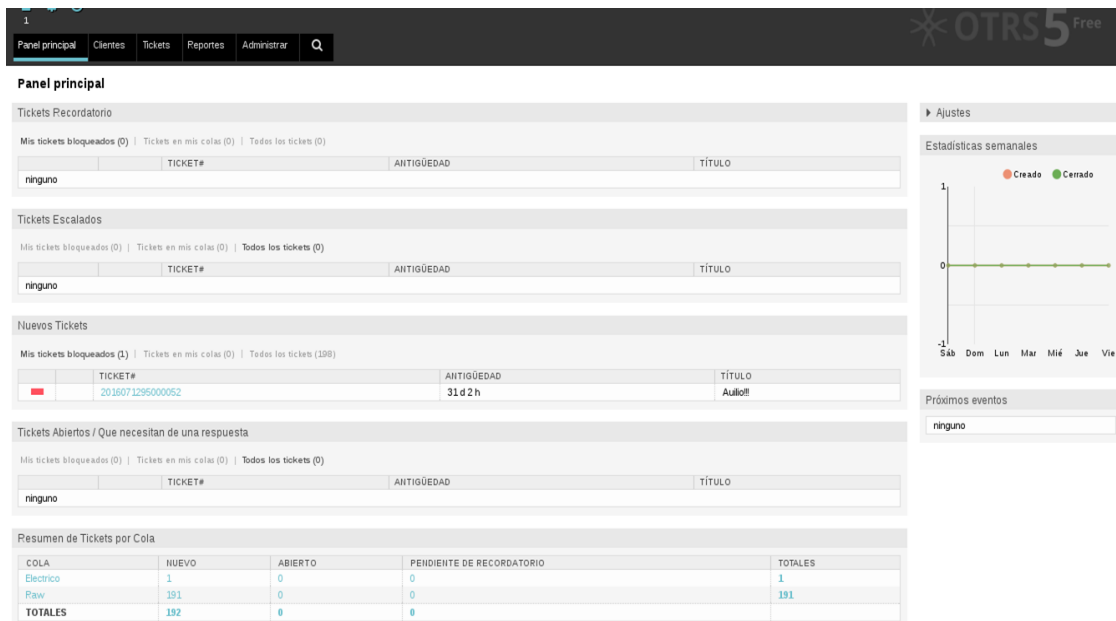 1
OTRS 5 Free
Panel principal Clientes Tickets Reportes Administrar
Panel principal
Tickets Recordatorio
Mis tickets bloqueados (0) | Tickets en mis colas (0) | Todos los tickets (0)
TICKET# ANTIGÜEDAD TÍTULO
ninguno
Tickets Escalados
Mis tickets bloqueados (0) | Tickets en mis colas (0) | Todos los tickets (0)
TICKET# ANTIGÜEDAD TÍTULO
ninguno
Nuevos Tickets
Mis tickets bloqueados (1) | Tickets en mis colas (0) | Todos los tickets (198)
TICKET# ANTIGÜEDAD TÍTULO
2016071295000052 31 d 2 h Auilio!!!
Tickets Abiertos / Que necesitan de una respuesta
Mis tickets bloqueados (0) | Tickets en mis colas (0) | Todos los tickets (0)
TICKET# ANTIGÜEDAD TÍTULO
ninguno
Resumen de Tickets por Cola
COLA NUEVO ABIERTO PENDIENTE DE RECORDATORIO TOTALES
Electrico 1 0 0 1
Raw 191 0 0 191
TOTALES 192 0 0
Ajustes
Estadísticas semanales
Creado Cerrado
1
0
-1
Sáb Dom Lun Mar Mié Jue Vie
Próximos eventos
ninguno